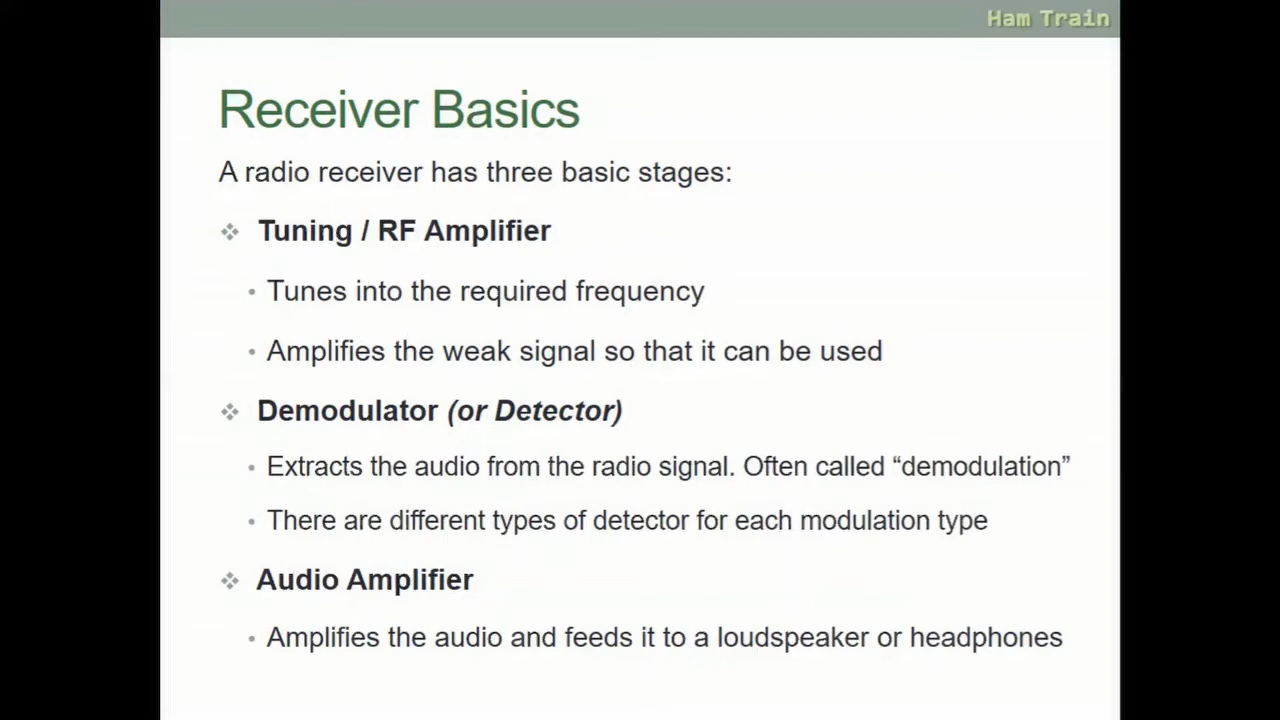 Ham Train
Receiver Basics
A radio receiver has three basic stages:
❖ Tuning / RF Amplifier
• Tunes into the required frequency
• Amplifies the weak signal so that it can be used
❖ Demodulator (or Detector)
• Extracts the audio from the radio signal. Often called “demodulation”
• There are different types of detector for each modulation type
❖ Audio Amplifier
• Amplifies the audio and feeds it to a loudspeaker or headphones